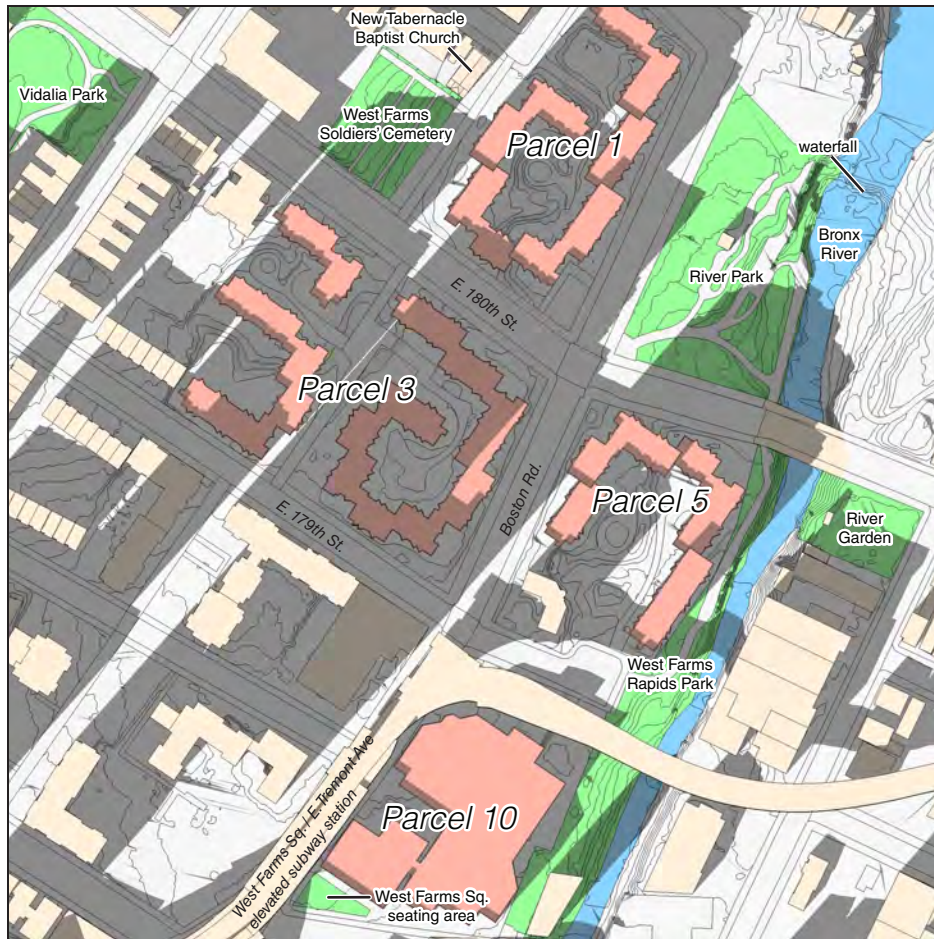 New Tabernacle
Baptist Church
Vidalia Park
West Farms
Soldiers' Cemetery
Parcel 1
waterfall
Bronx
River
River Park
E. 180th St.
Parcel 3
Parcel 5
Boston Rd.
E. 179th St.
River
Garden
West Farms
Rapids Park
Parcel 10
West Farms Sq. / E. Tremont Ave
elevated subway station
West Farms Sq.
seating area